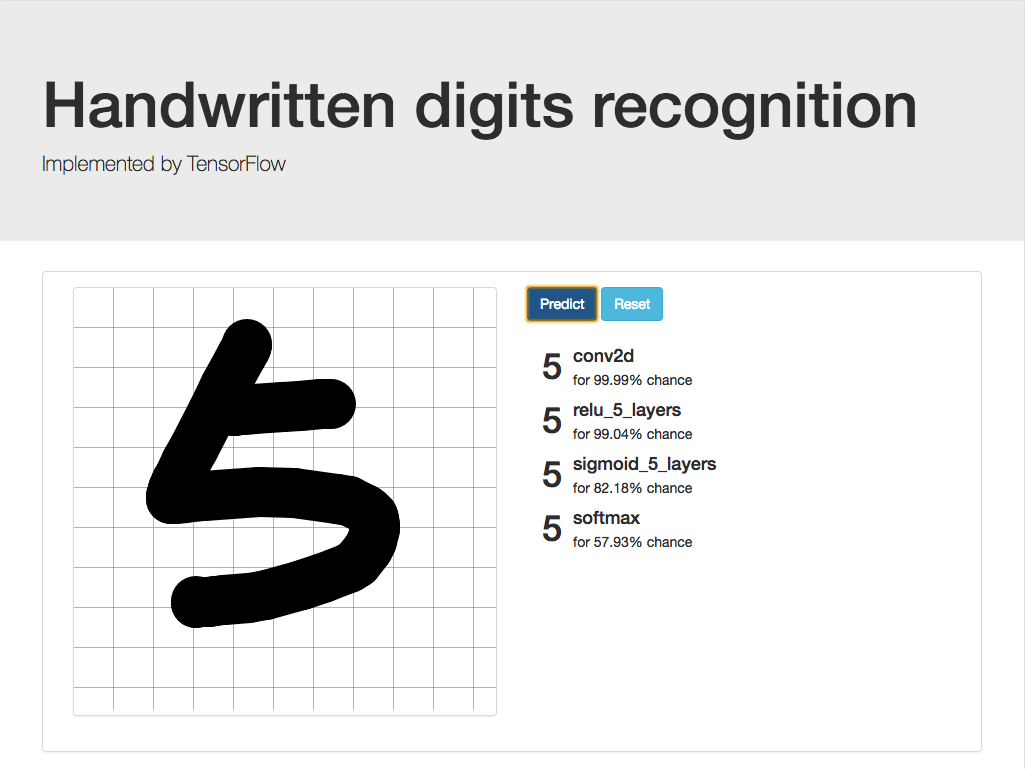 Handwritten digits recognition
Implemented by TensorFlow
5
Predict Reset
5 conv2d
for 99.99% chance
5 relu_5_layers
for 99.04% chance
5 sigmoid_5_layers
for 82.18% chance
5 softmax
for 57.93% chance